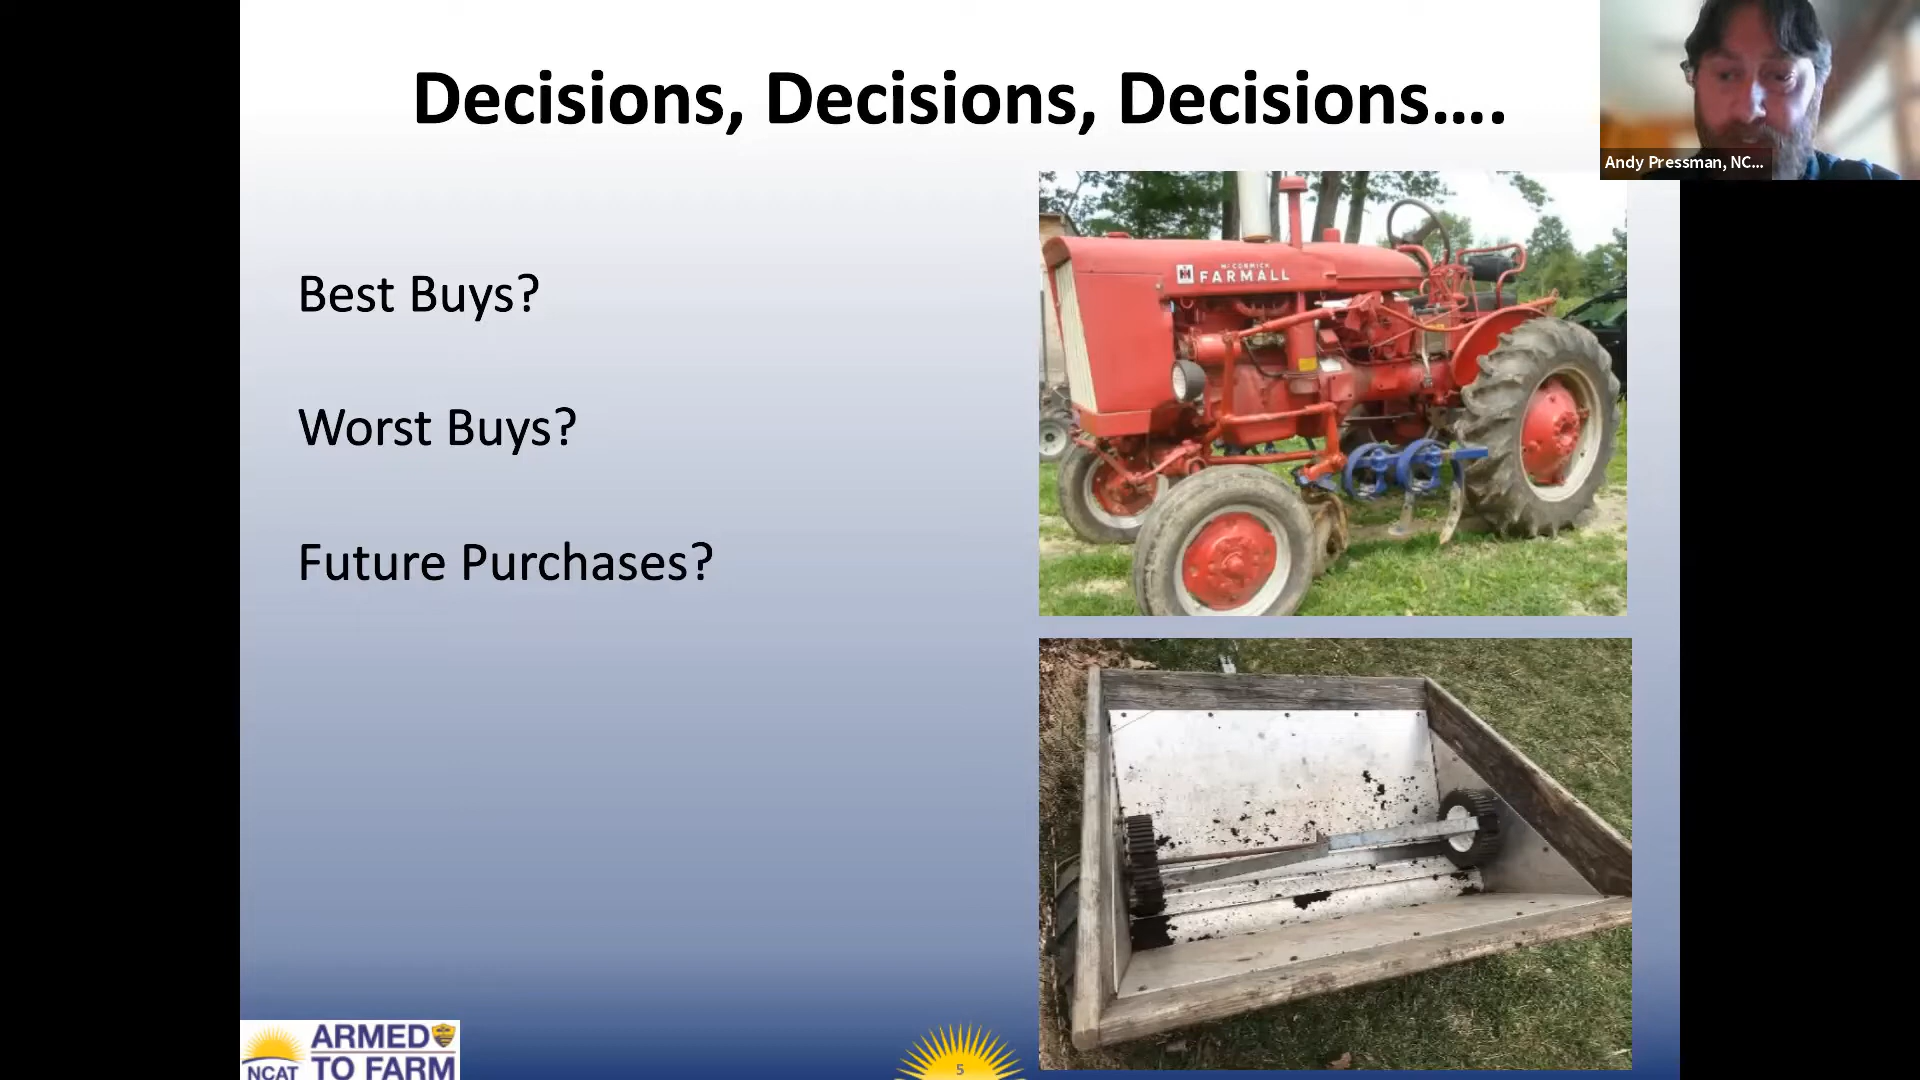 Decisions, Decisions, Decisions….
Andy Pressman, NC...
Best Buys?
Worst Buys?
Future Purchases?
McCORMICK
FARMALL
NCAT
ARMED
TO FARM
5